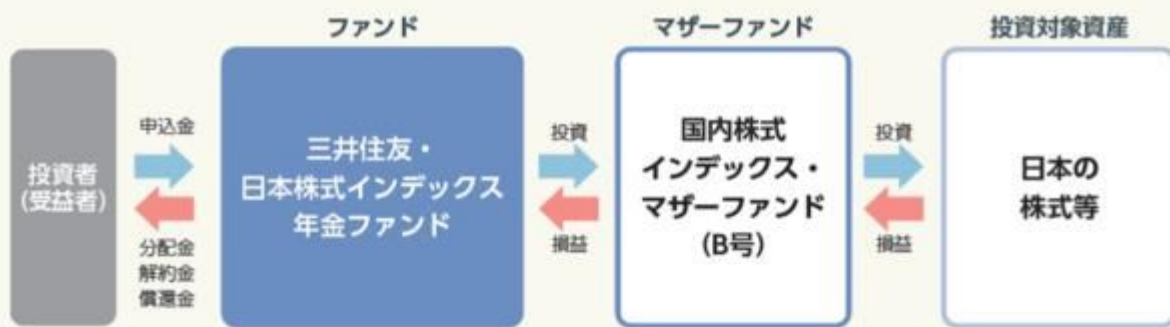 ファンド
マザーファンド
投資対象資産
投資者
(受益者)
申込金
分配金
解約金
償還金
三井住友・
日本株式インデックス
年金ファンド
投資
損益
国内株式
インデックス・
マザーファンド
(B号)
投資
損益
日本の
株式等